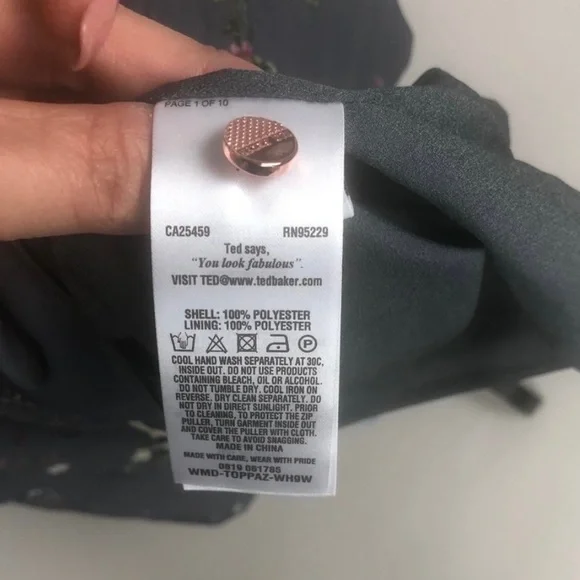 PAGE 1 OF 10
CA25459 RN95229
Ted says,
"You look fabulous".
VISIT TED@www.tedbaker.com
SHELL: 100% POLYESTER
LINING: 100% POLYESTER
COOL HAND WASH SEPARATELY AT 30C,
INSIDE OUT. DO NOT USE PRODUCTS
CONTAINING BLEACH, OIL OR ALCOHOL.
DO NOT TUMBLE DRY. COOL IRON ON
REVERSE. DRY CLEAN SEPARATELY. DO
NOT DRY IN DIRECT SUNLIGHT. PRIOR
TO CLEANING, TO PROTECT THE ZIP
PULLER, TURN GARMENT INSIDE OUT
AND COVER THE PULLER WITH CLOTH.
TAKE CARE TO AVOID SNAGGING.
MADE IN CHINA
MADE WITH CARE, WEAR WITH PRIDE
0819 091785
WMD-TOPPAZ-WH9W